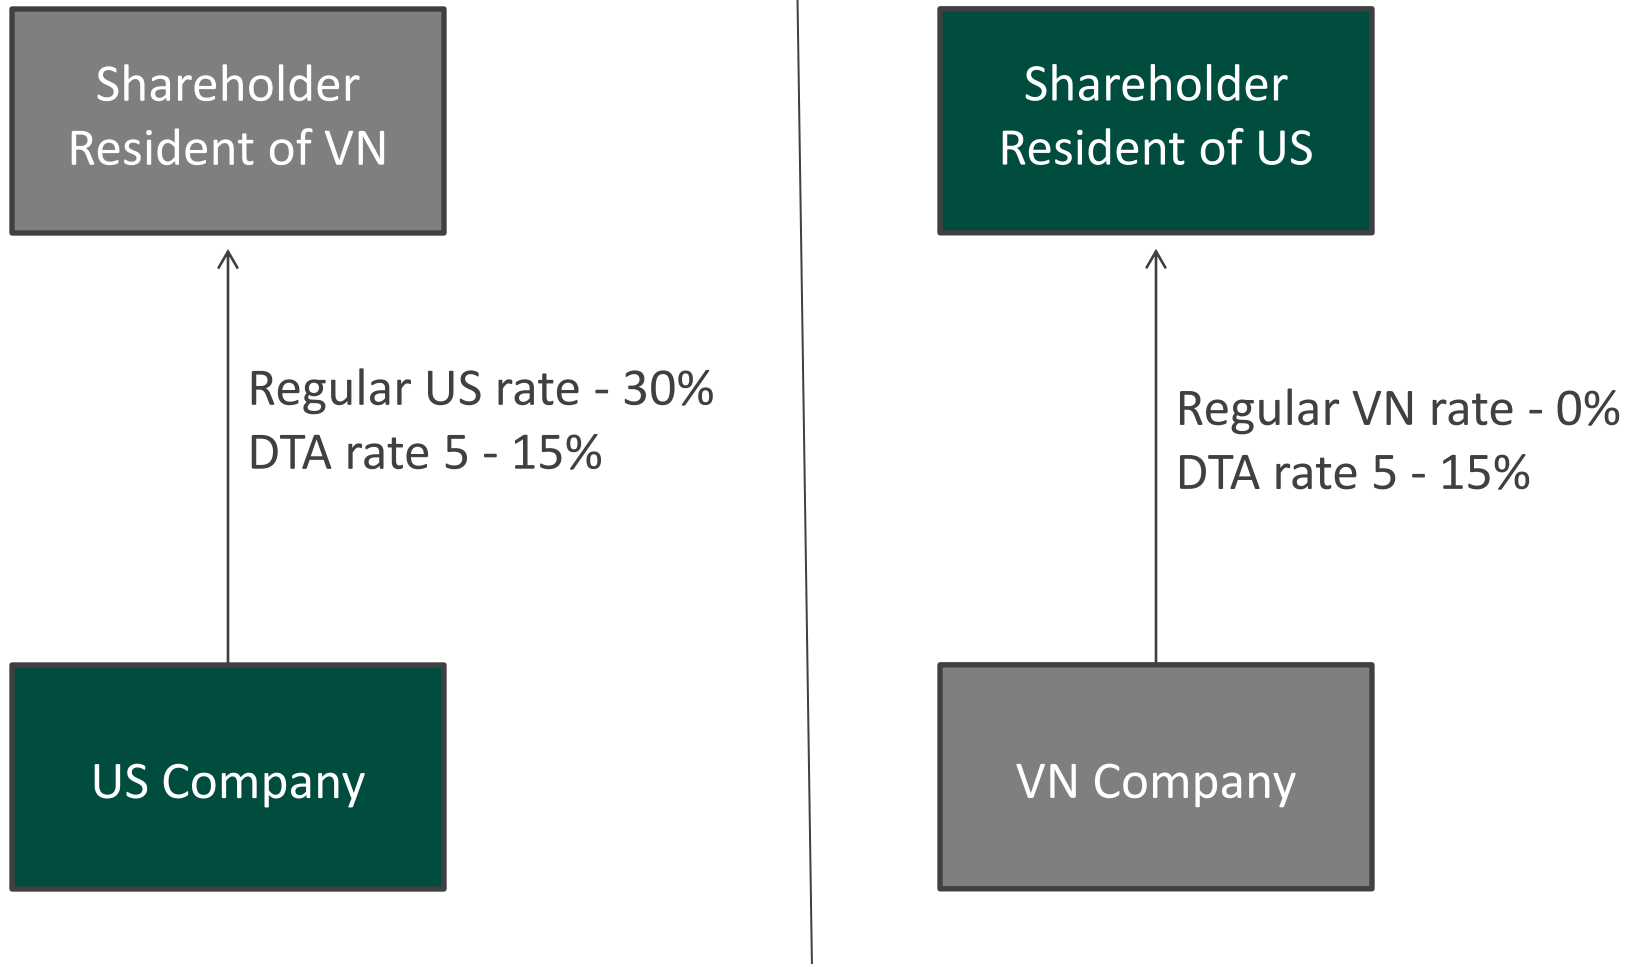 Shareholder
Resident of VN
Regular US rate - 30%
DTA rate 5 - 15%
US Company
Shareholder
Resident of US
Regular VN rate - 0%
DTA rate 5 - 15%
VN Company